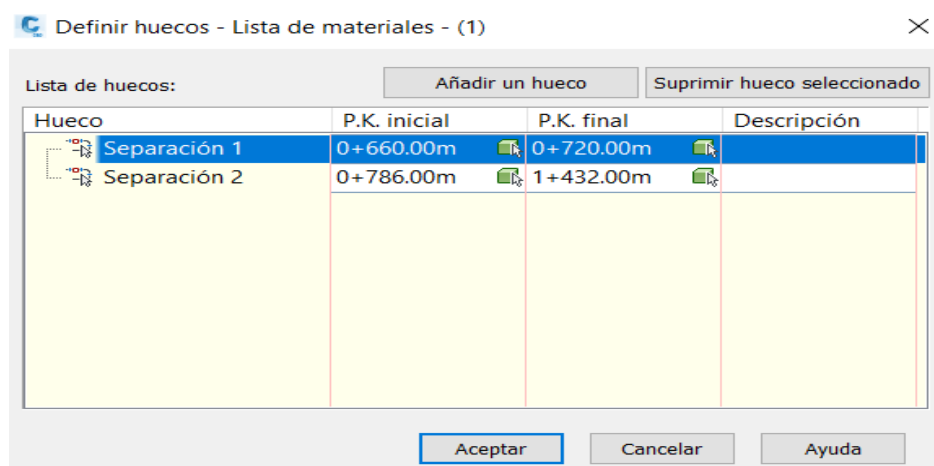 Definir huecos - Lista de materiales - (1)
Lista de huecos: Añadir un hueco Suprimir hueco seleccionado
Hueco P.K. inicial P.K. final Descripción
Separación 1 0+660.00m 0+720.00m
Separación 2 0+786.00m 1+432.00m
Aceptar Cancelar Ayuda